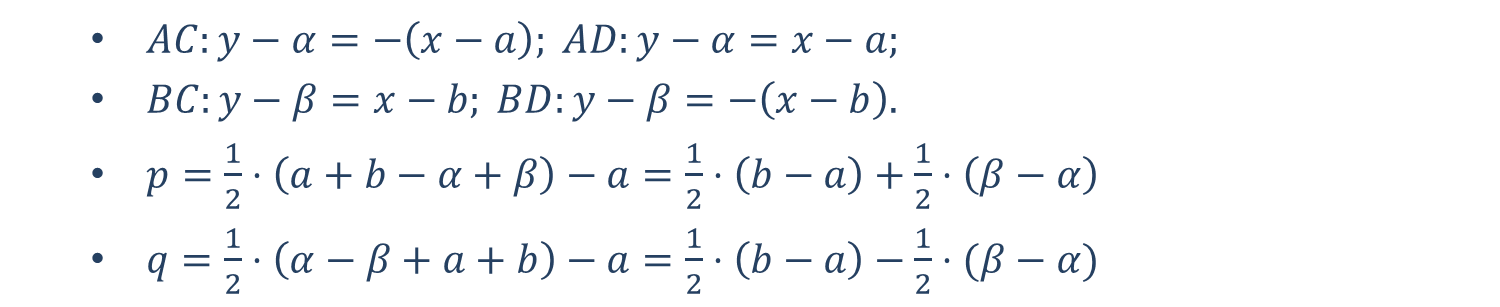 • AC: y − α = −(x − a); AD: y − α = x − a;
• BC: y − β = x − b; BD: y − β = −(x − b).
• p = 1/2 · (a + b − α + β) − a = 1/2 · (b − a) + 1/2 · (β − α)
• q = 1/2 · (α − β + a + b) − a = 1/2 · (b − a) − 1/2 · (β − α)